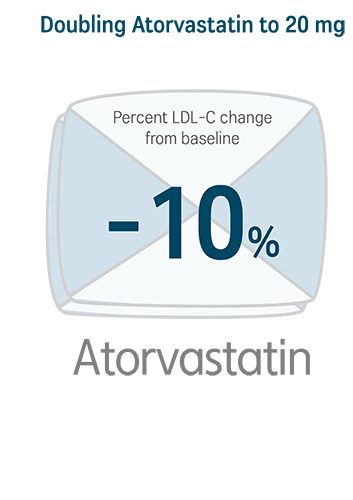 Doubling Atorvastatin to 20 mg
Percent LDL-C change
from baseline
-10%
Atorvastatin